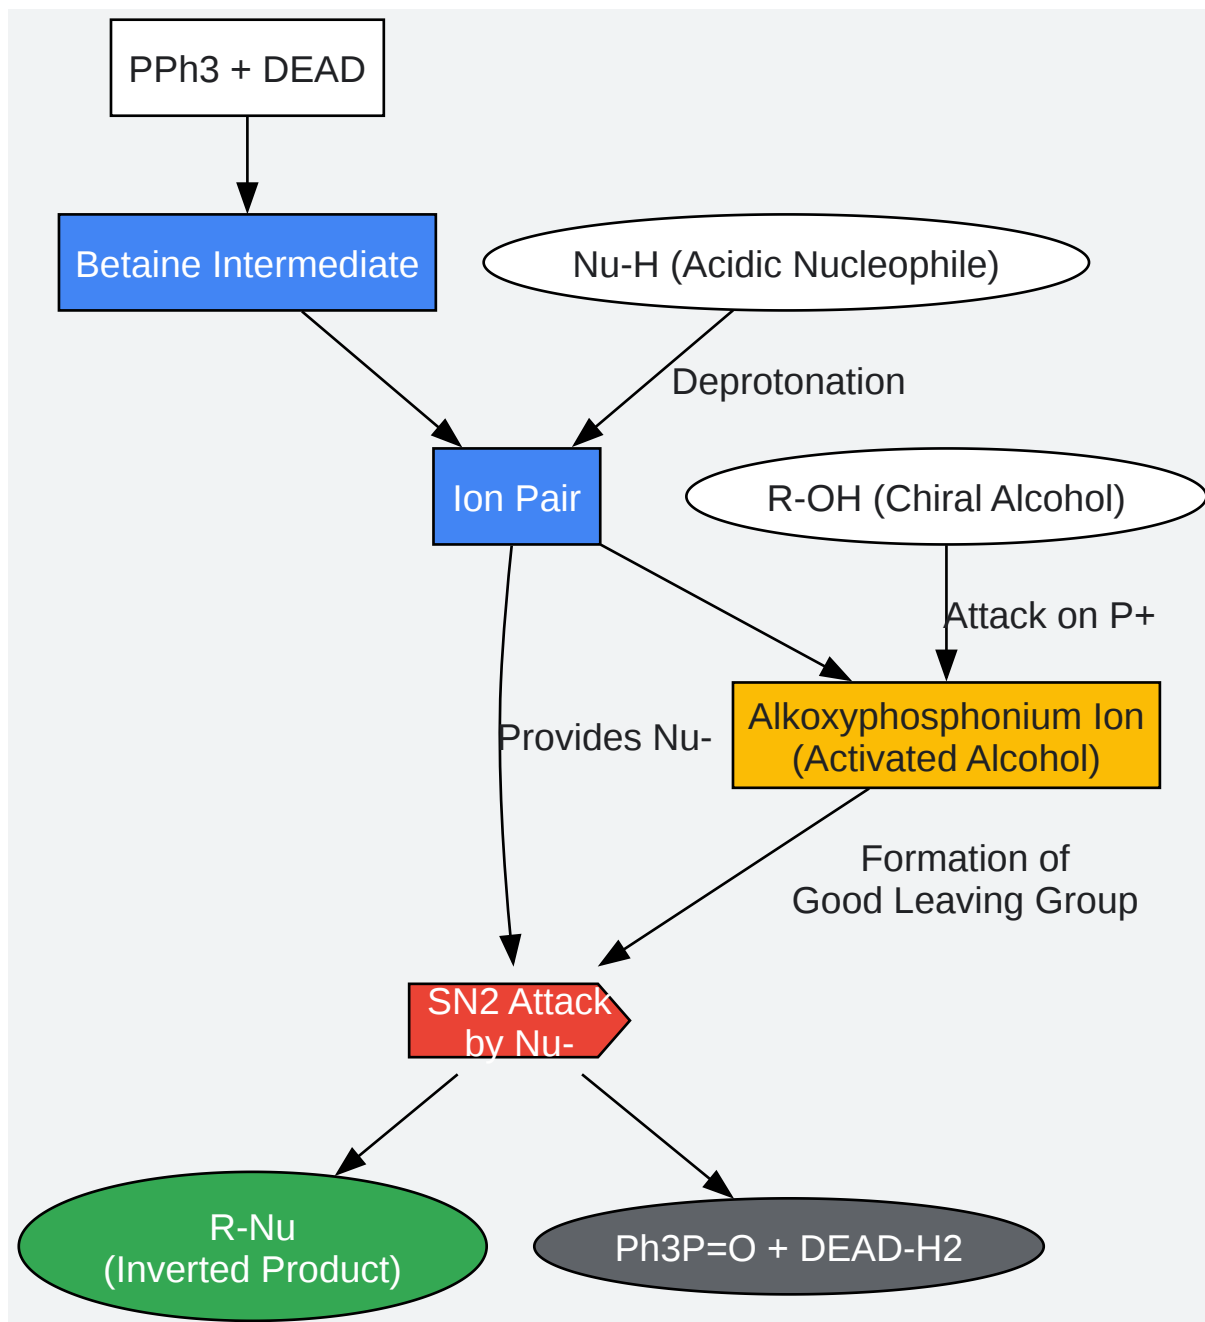 PPh3 + DEAD
Betaine Intermediate
Nu-H (Acidic Nucleophile)
Deprotonation
Ion Pair
R-OH (Chiral Alcohol)
Attack on P+
Provides Nu-
Alkoxyphosphonium Ion
(Activated Alcohol)
Formation of
Good Leaving Group
SN2 Attack
by Nu-
R-Nu
(Inverted Product)
Ph3P=O + DEAD-H2